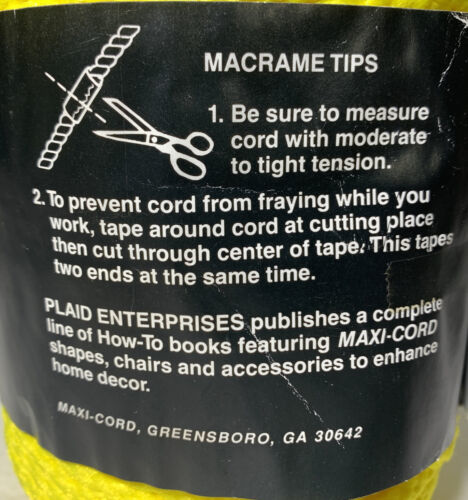 MACRAME TIPS
1. Be sure to measure
cord with moderate
to tight tension.
2. To prevent cord from fraying while you
work, tape around cord at cutting place
then cut through center of tape. This tapes
two ends at the same time.
PLAID ENTERPRISES publishes a complete
line of How-To books featuring MAXI-CORD
shapes, chairs and accessories to enhance
home decor.
MAXI-CORD, GREENSBORO, GA 30642